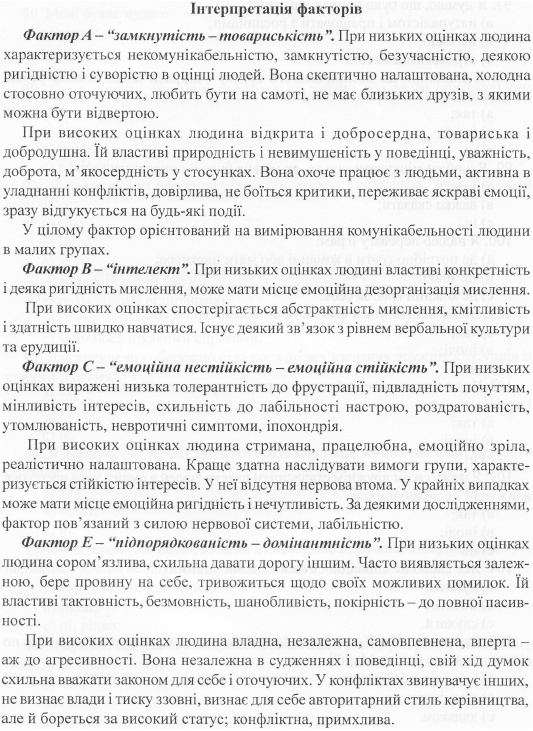 Інтерпретація факторів
Фактор А – “замкнутість – товариськість”. При низьких оцінках людина
характеризується некомунікабельністю, замкнутістю, безучасністю, деякою
ригідністю і суворістю в оцінці людей. Вона скептично налаштована, холодна
стосовно оточуючих, любить бути на самоті, не має близьких друзів, з якими
можна бути відвертою.
При високих оцінках людина відкрита і добросердна, товариська і
добродушна. Їй властиві природність і невимушеність у поведінці, уважність,
доброта, м’якосердність у стосунках. Вона охоче працює з людьми, активна в
уладнанні конфліктів, довірлива, не боїться критики, переживає яскраві емоції,
зразу відгукується на будь-які події.
У цілому фактор орієнтований на вимірювання комунікабельності людини
в малих групах.
Фактор В – “інтелект”. При низьких оцінках людині властиві конкретність
і деяка ригідність мислення, може мати місце емоційна дезорганізація мислення.
При високих оцінках спостерігається абстрактність мислення, кмітливість
і здатність швидко навчатися. Існує деякий зв’язок з рівнем вербальної культури
та ерудиції.
Фактор С – “емоційна нестійкість – емоційна стійкість”. При низьких
оцінках виражені низька толерантність до фрустрації, підвладність почуттям,
мінливість інтересів, схильність до лабільності настрою, роздратованість,
утомлюваність, невротичні симптоми, іпохондрія.
При високих оцінках людина стримана, працелюбна, емоційно зріла,
реалістично налаштована. Краще здатна наслідувати вимоги групи, характе-
ризується стійкістю інтересів. У неї відсутня нервова втома. У крайніх випадках
може мати місце емоційна ригідність і нечутливість. За деякими дослідженнями,
фактор пов’язаний з силою нервової системи, лабільністю.
Фактор Е – “підпорядкованість – домінантність”. При низьких оцінках
людина сором’язлива, схильна давати дорогу іншим. Часто виявляється залеж-
ною, бере провину на себе, тривожиться щодо своїх можливих помилок. Їй
властиві тактовність, безмовність, шанобливість, покірність – до повної пасив-
ності.
При високих оцінках людина владна, незалежна, самовпевнена, вперта –
аж до агресивності. Вона незалежна в судженнях і поведінці, свій хід думок
схильна вважати законом для себе і оточуючих. У конфліктах звинувачує інших,
не визнає влади і тиску ззовні, визнає для себе авторитарний стиль керівництва,
але й бореться за високий статус; конфліктна, примхлива.